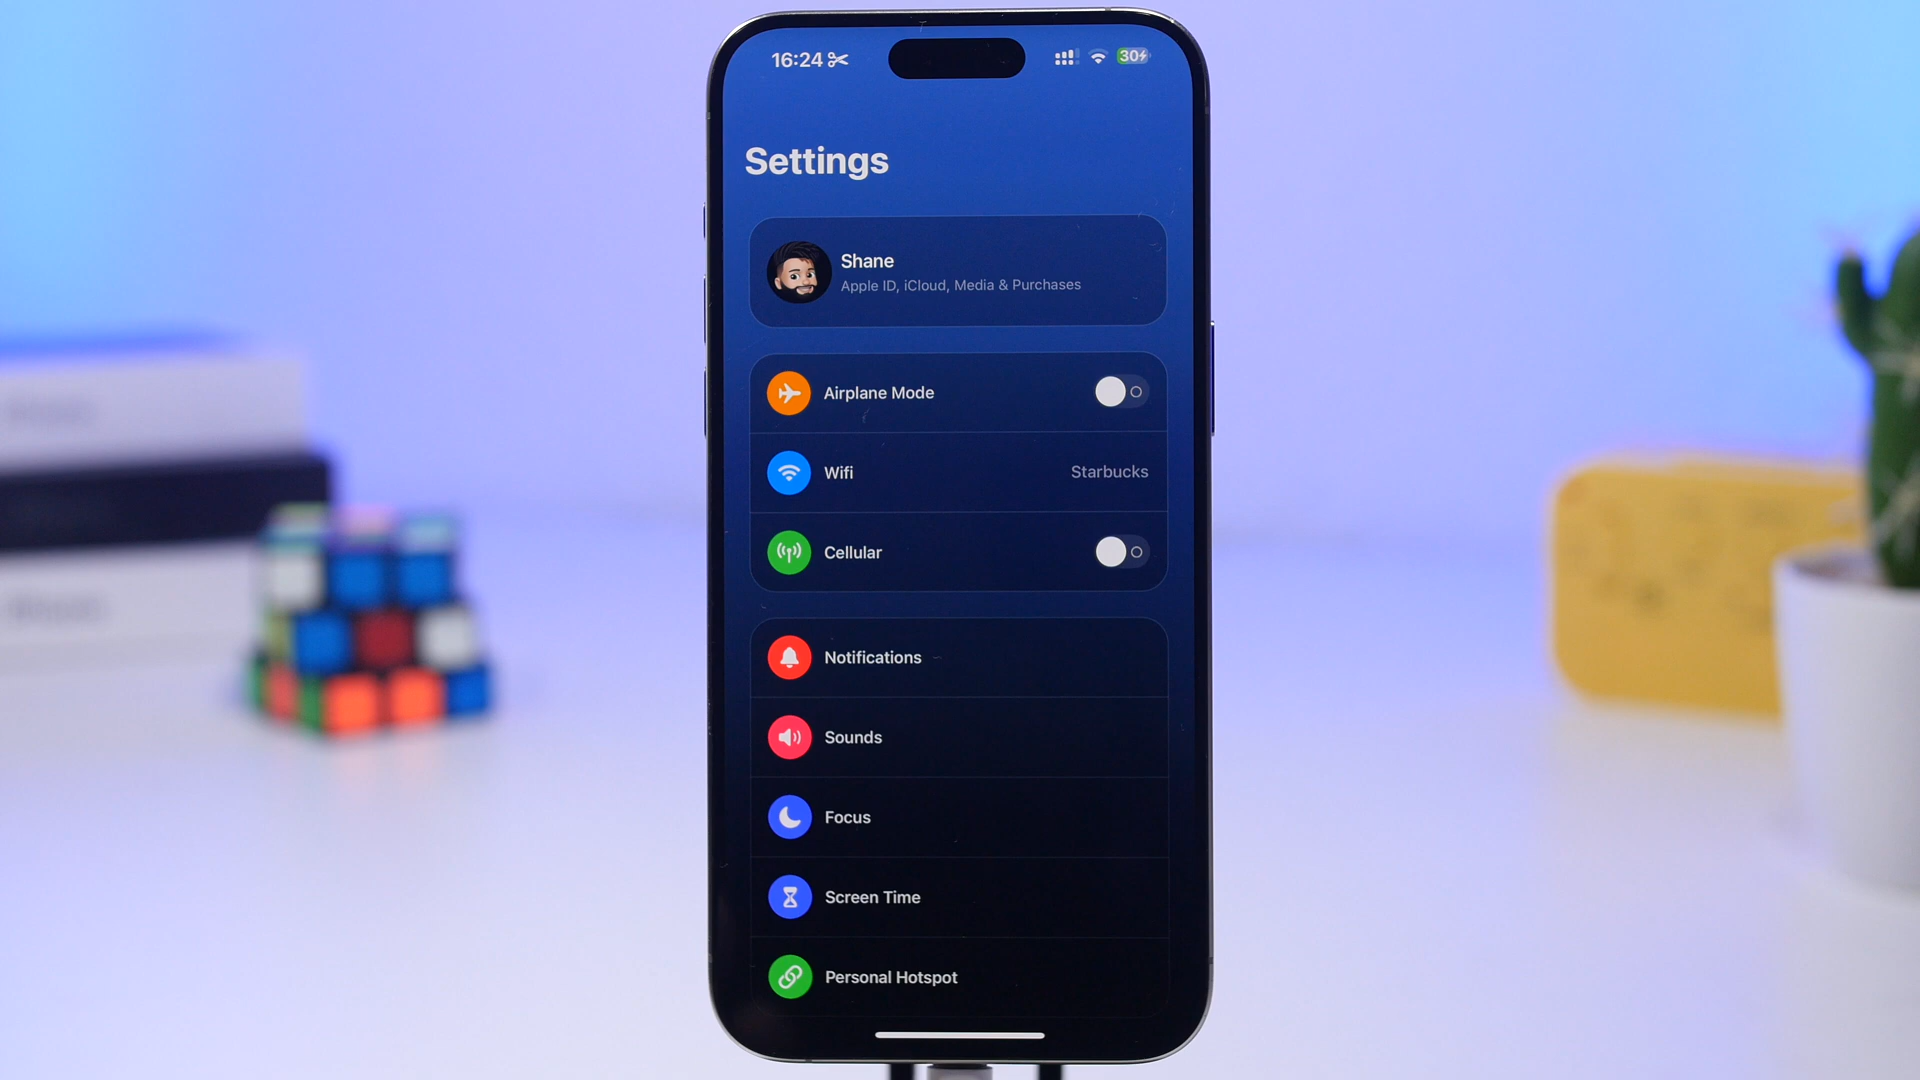 16:24
30
Settings
Shane
Apple ID, iCloud, Media & Purchases
Airplane Mode
Wifi
Starbucks
Cellular
Notifications
Sounds
Focus
Screen Time
Personal Hotspot